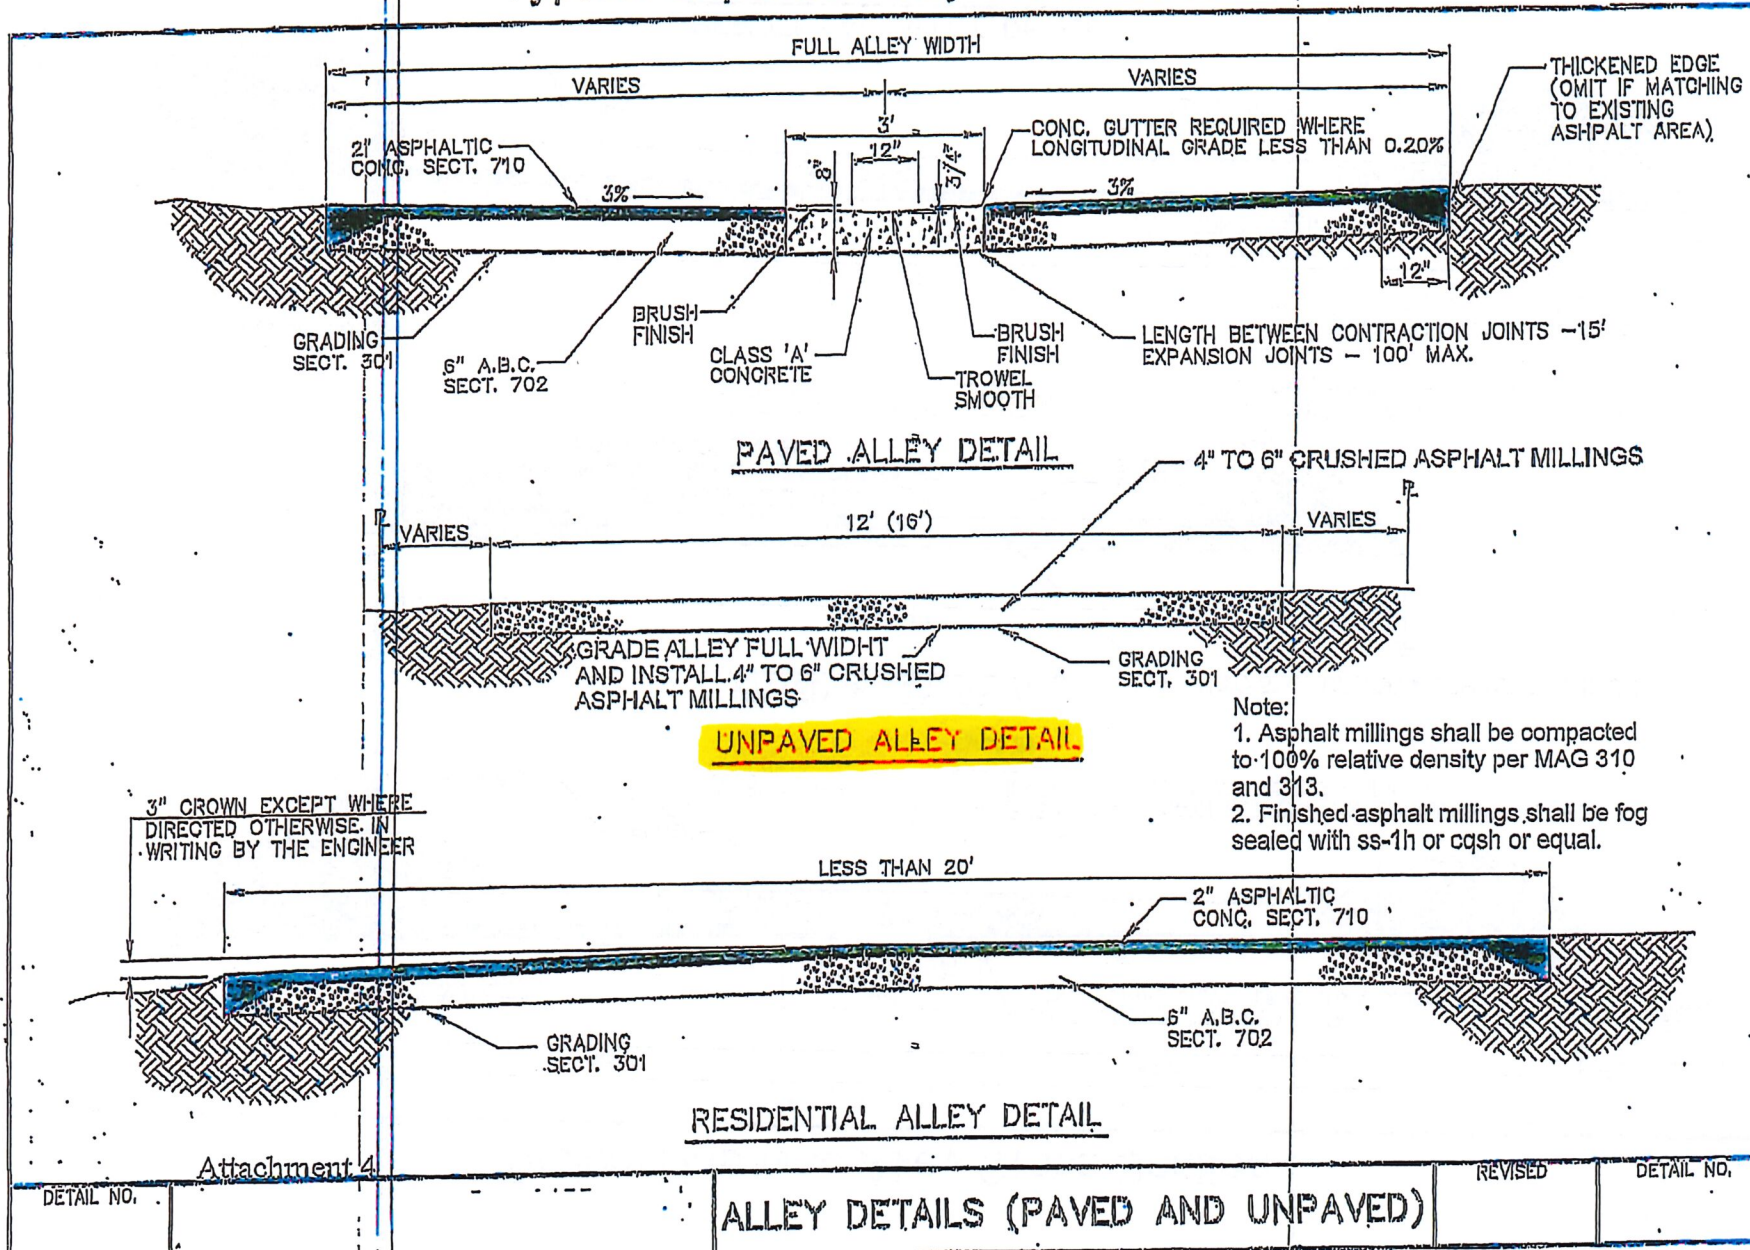 FULL ALLEY WIDTH
VARIES
VARIES
THICKENED EDGE
(OMIT IF MATCHING
TO EXISTING
ASHPALT AREA)
3'
12"
8"
CONC. GUTTER REQUIRED WHERE
LONGITUDINAL GRADE LESS THAN 0.20%
2" ASPHALTIC
CONC. SECT. 710
3%
3/4"
3%
12"
GRADING
SECT. 301
6" A.B.C.
SECT. 702
BRUSH
FINISH
CLASS 'A'
CONCRETE
TROWEL
SMOOTH
BRUSH
FINISH
LENGTH BETWEEN CONTRACTION JOINTS -15'
EXPANSION JOINTS - 100' MAX.
PAVED ALLEY DETAIL
4" TO 6" CRUSHED ASPHALT MILLINGS
VARIES
12' (16')
VARIES
GRADE ALLEY FULL WIDHT
AND INSTALL 4" TO 6" CRUSHED
ASPHALT MILLINGS
GRADING
SECT. 301
UNPAVED ALLEY DETAIL
Note:
1. Asphalt millings shall be compacted
to 100% relative density per MAG 310
and 313.
2. Finished asphalt millings shall be fog
sealed with ss-1h or cqsh or equal.
3" CROWN EXCEPT WHERE
DIRECTED OTHERWISE IN
WRITING BY THE ENGINEER
LESS THAN 20'
2" ASPHALTIC
CONC. SECT. 710
GRADING
SECT. 301
6" A.B.C.
SECT. 702
RESIDENTIAL ALLEY DETAIL
Attachment 4
DETAIL NO.
ALLEY DETAILS (PAVED AND UNPAVED)
REVISED
DETAIL NO.